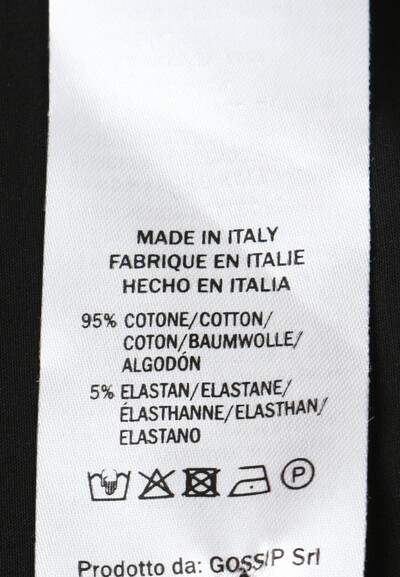 MADE IN ITALY
FABRIQUE EN ITALIE
HECHO EN ITALIA
95% COTONE/COTTON/
COTON/BAUMWOLLE/
ALGODÓN
5% ELASTAN/ELASTANE/
ÉLASTHANNE/ELASTHAN/
ELASTANO
P
Prodotto da: GOSSIP Srl